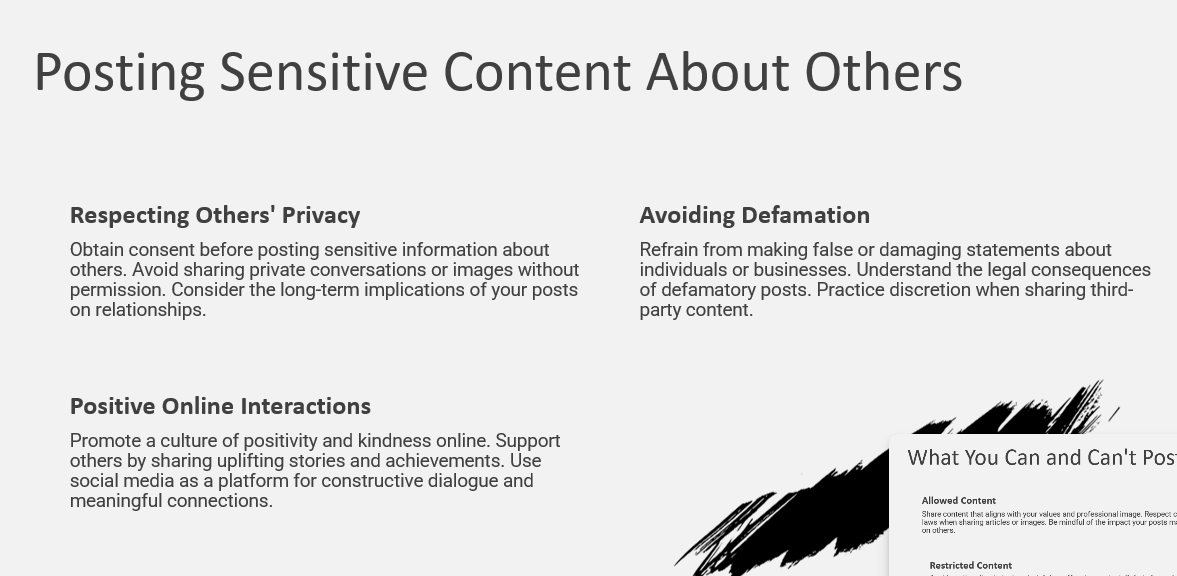 Posting Sensitive Content About Others
Respecting Others' Privacy
Obtain consent before posting sensitive information about
others. Avoid sharing private conversations or images without
permission. Consider the long-term implications of your posts
on relationships.
Avoiding Defamation
Refrain from making false or damaging statements about
individuals or businesses. Understand the legal consequences
of defamatory posts. Practice discretion when sharing third-
party content.
Positive Online Interactions
Promote a culture of positivity and kindness online. Support
others by sharing uplifting stories and achievements. Use
social media as a platform for constructive dialogue and
meaningful connections.
What You Can and Can't Post
Allowed Content
Share content that aligns with your values and professional image. Respect
laws when sharing articles or images. Be mindful of the impact your posts
on others.
Restricted Content